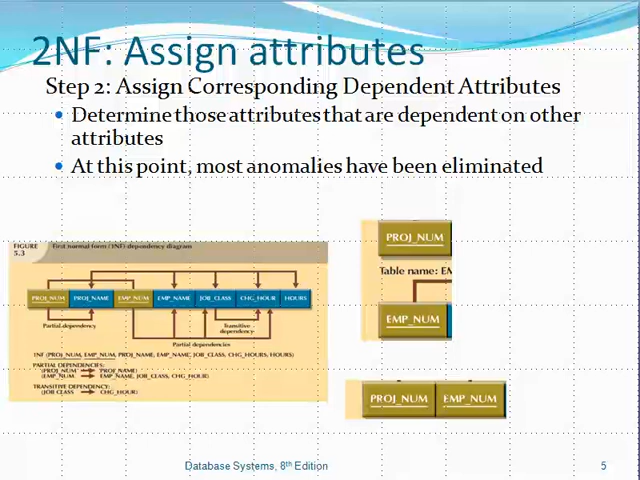 2NF: Assign attributes
Step 2: Assign Corresponding Dependent Attributes
Determine those attributes that are dependent on other
attributes
At this point, most anomalies have been eliminated
FIGURE
5.3
First normal form (1NF) dependency diagram
PROJ_NUM PROJ_NAME EMP_NUM EMP_NAME JOB_CLASS CHG_HOUR HOURS
Partial dependency
Transitive
dependency
Partial dependencies
1NF (PROJ_NUM, EMP_NUM, PROJ_NAME, EMP_NAME, JOB_CLASS, CHG_HOURS, HOURS)
PARTIAL DEPENDENCIES:
(PROJ_NUM → PROJ_NAME)
(EMP_NUM → EMP_NAME, JOB_CLASS, CHG_HOUR)
TRANSITIVE DEPENDENCY:
(JOB CLASS → CHG_HOUR)
PROJ_NUM
Table name: EM
EMP_NUM
PROJ_NUM EMP_NUM
Database Systems, 8th Edition
5